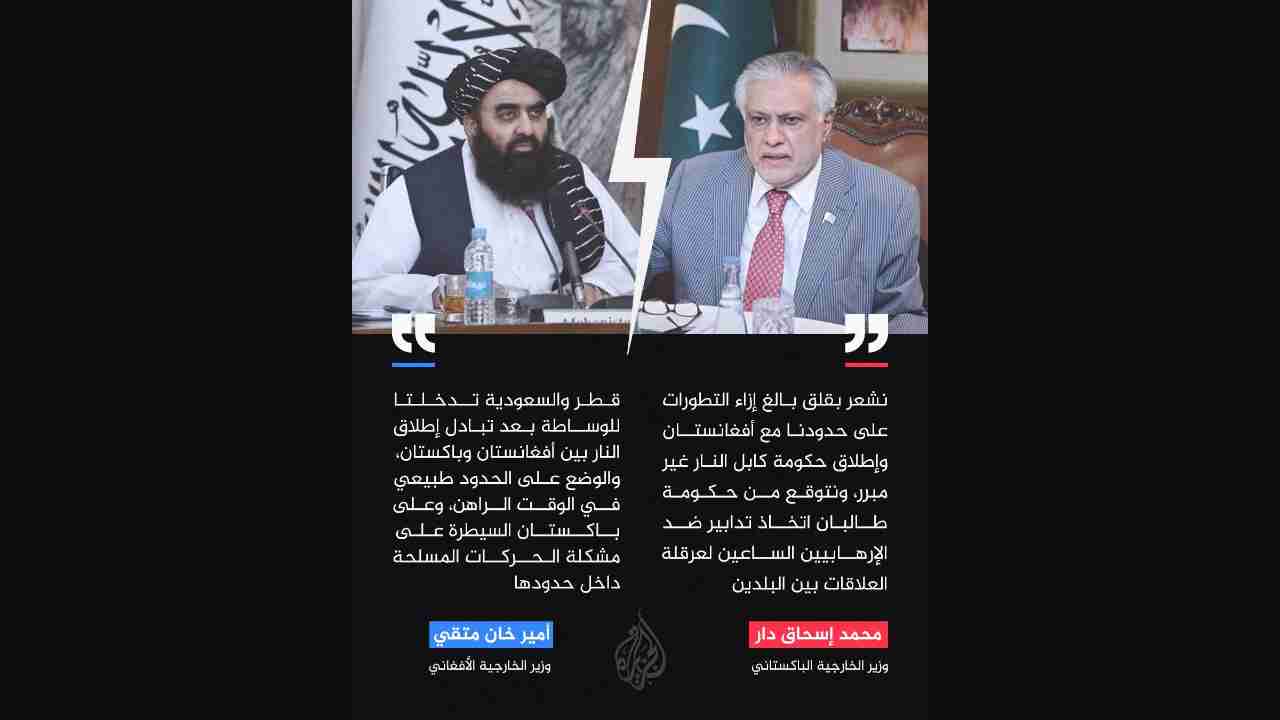 نشعر بقلق بالغ إزاء التطورات
على حدودنا مع أفغانستان
وإطلاق حكومة كابل النار غير
مبرر، ونتوقع من حكومة
طالبان اتخاذ تدابير ضد
الإرهابيين الساعين لعرقلة
العلاقات بين البلدين
محمد إسحاق دار
وزير الخارجية الباكستاني
قطر والسعودية تدخلتا
للوساطة بعد تبادل إطلاق
النار بين أفغانستان وباكستان،
والوضع على الحدود طبيعي
في الوقت الراهن، وعلى
باكستان السيطرة على
مشكلة الحركات المسلحة
داخل حدودها
أمير خان متقي
وزير الخارجية الأفغاني
الجزيرة